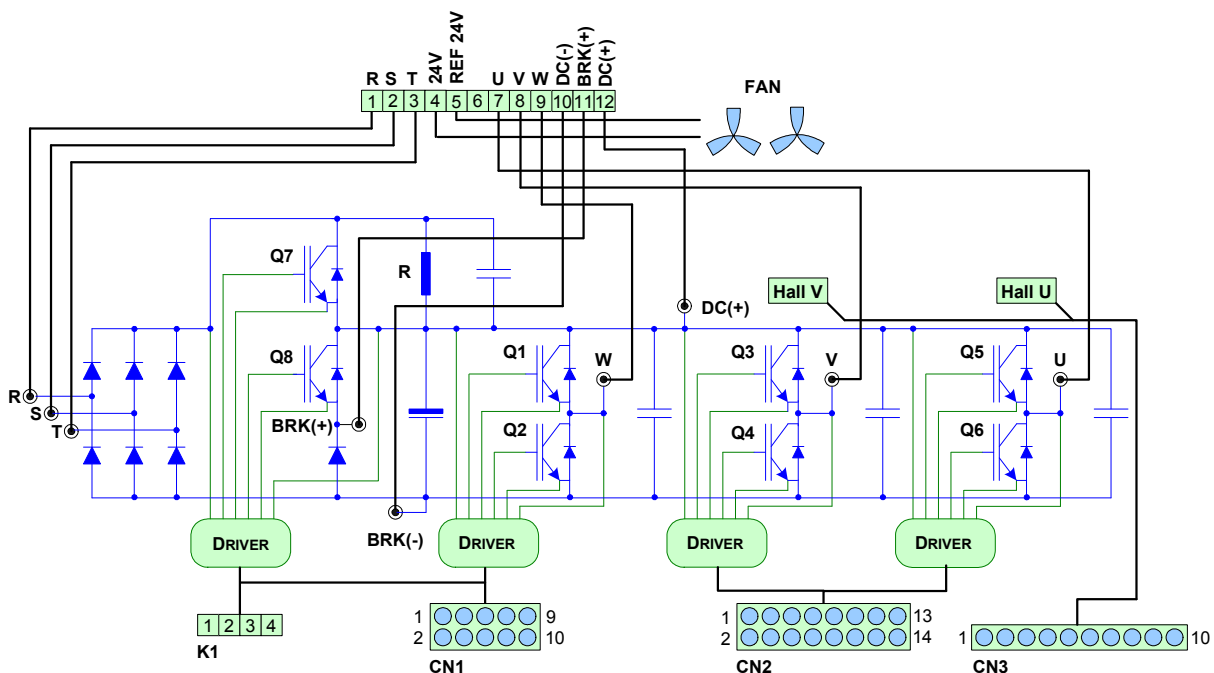 R S T 24V REF 24V U V W DC(-) BRK(+) DC(+)
1 2 3 4 5 6 7 8 9 10 11 12
FAN
Q7
R
Hall V
Hall U
DC(+)
Q8
Q1
W
Q3
V
Q5
U
R
S
T
BRK(+)
Q2
Q4
Q6
BRK(-)
DRIVER
DRIVER
DRIVER
DRIVER
1 2 3 4
K1
1 9
2 10
CN1
1 13
2 14
CN2
1 10
CN3